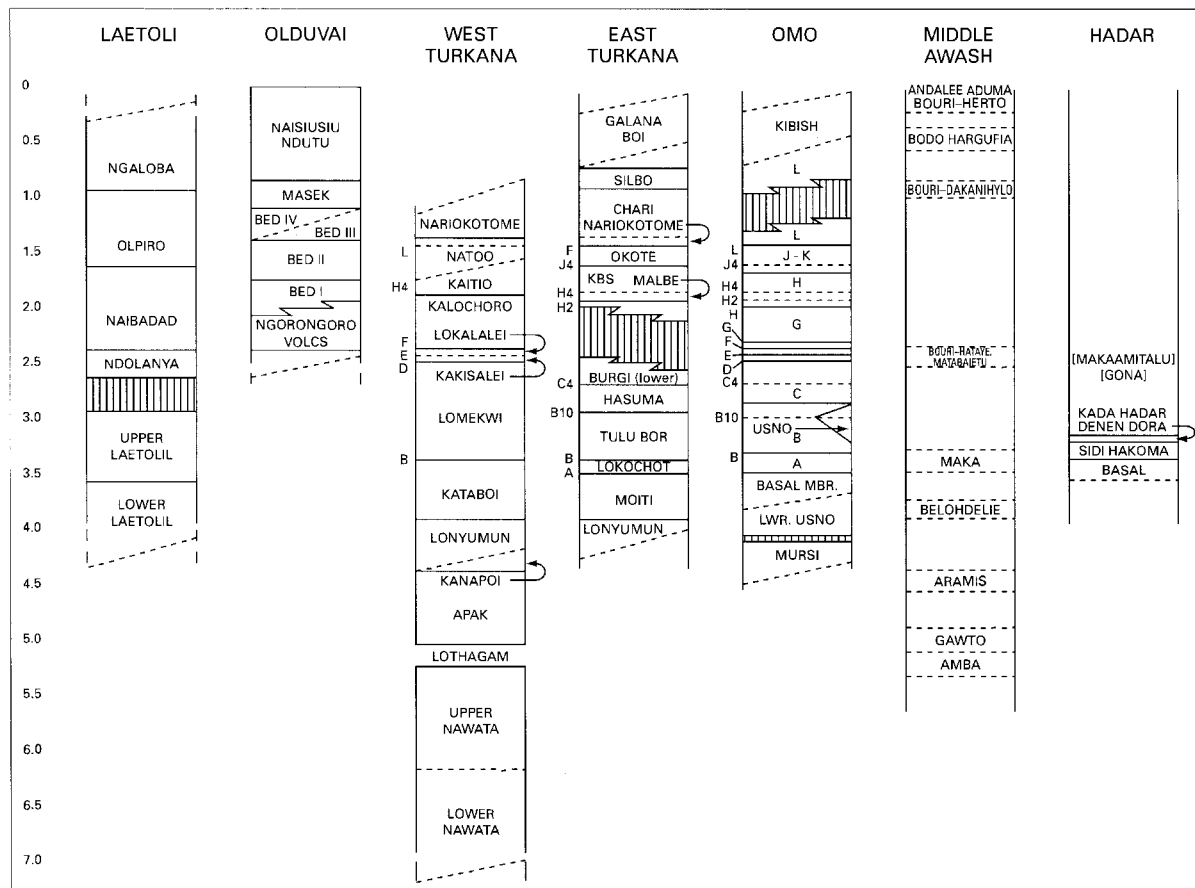 LAETOLI
OLDUVAI
WEST
TURKANA
EAST
TURKANA
OMO
MIDDLE
AWASH
HADAR
0
0.5
1.0
1.5
2.0
2.5
3.0
3.5
4.0
4.5
5.0
5.5
6.0
6.5
7.0
NGALOBA
OLPIRO
NAIBADAD
NDOLANYA
UPPER
LAETOLIL
LOWER
LAETOLIL
NAISIUSIU
NDUTU
MASEK
BED IV
BED III
BED II
BED I
NGORONGORO
VOLCS
L
H4
F
E
D
B
NARIOKOTOME
NATOO
KAITIO
KALOCHORO
LOKALALEI
KAKISALEI
LOMEKWI
KATABOI
LONYUMUN
KANAPOI
APAK
LOTHAGAM
UPPER
NAWATA
LOWER
NAWATA
F
J4
H4
H2
C4
B10
B
A
GALANA
BOI
SILBO
CHARI
NARIOKOTOME
OKOTE
KBS MALBE
BURGI (lower)
HASUMA
TULU BOR
LOKOCHOT
MOITI
LONYUMUN
L
J4
H4
H2
H
G
F
E
D
C4
B10
B
KIBISH
L
L
J - K
H
G
C
USNO
B
A
BASAL MBR.
LWR. USNO
MURSI
ANDALEE ADUMA
BOURI–HERTO
BODO HARGUFIA
BOURI–DAKANIHYLO
BOURI–HATAYE,
MATABAIETU
MAKA
BELOHDELIE
ARAMIS
GAWTO
AMBA
[MAKAAMITALU]
[GONA]
KADA HADAR
DENEN DORA
SIDI HAKOMA
BASAL